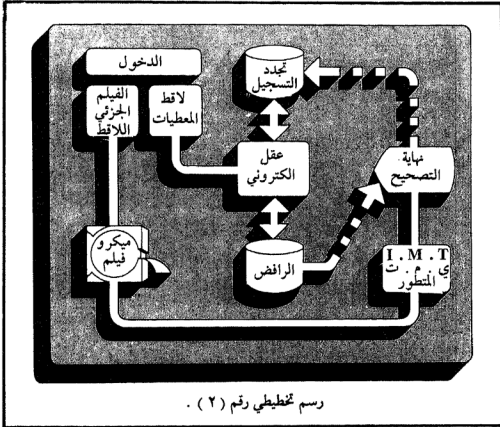 الدخول
الفيلم
الجزئي
اللاقط
لاقط
المعطيات
تجدد
التسجيل
عقل
الكتروني
نهاية
التصحيح
ميكرو
فيلم
الرافض
I . M . T
ي . م . ت
المتطور
رسم تخطيطي رقم ( ٢ ) .